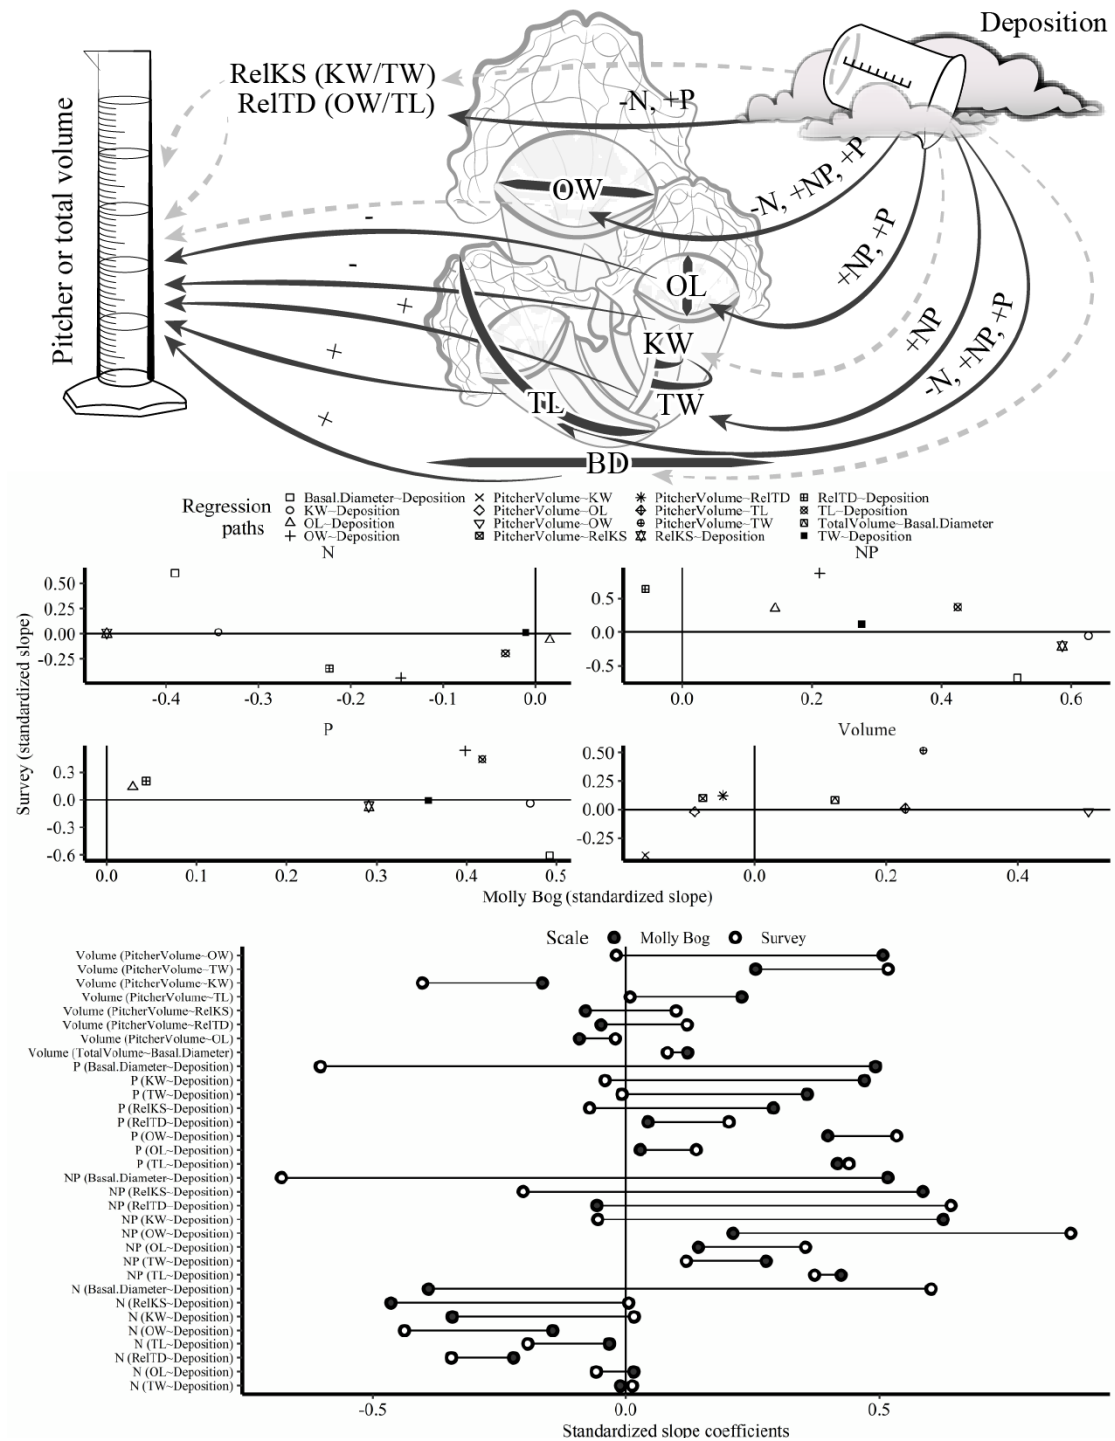 Deposition
RelKS (KW/TW)
RelTD (OW/TL)
-N, +P
Pitcher or total volume
OW
-N, +NP, +P
+NP, +P
OL
-
-
+
+
+
KW
TW
TL
+NP
-N, +NP, +P
BD
Regression paths
Basal.Diameter~Deposition
KW~Deposition
OL~Deposition
OW~Deposition
PitcherVolume~KW
PitcherVolume~OL
PitcherVolume~OW
PitcherVolume~RelKS
PitcherVolume~RelTD
PitcherVolume~TL
PitcherVolume~TW
RelKS~Deposition
RelTD~Deposition
TL~Deposition
TotalVolume~Basal.Diameter
TW~Deposition
N
0.50
0.25
0.00
-0.25
-0.4 -0.3 -0.2 -0.1 0.0
NP
0.5
0.0
-0.5
0.0 0.2 0.4 0.6
Survey (standardized slope)
P
0.3
0.0
-0.3
-0.6
0.0 0.1 0.2 0.3 0.4 0.5
Volume
0.50
0.25
0.00
-0.25
0.0 0.2 0.4
Molly Bog (standardized slope)
Scale Molly Bog Survey
Volume (PitcherVolume~OW)
Volume (PitcherVolume~TW)
Volume (PitcherVolume~KW)
Volume (PitcherVolume~TL)
Volume (PitcherVolume~RelKS)
Volume (PitcherVolume~RelTD)
Volume (PitcherVolume~OL)
Volume (TotalVolume~Basal.Diameter)
P (Basal.Diameter~Deposition)
P (KW~Deposition)
P (TW~Deposition)
P (RelKS~Deposition)
P (RelTD~Deposition)
P (OW~Deposition)
P (OL~Deposition)
P (TL~Deposition)
NP (Basal.Diameter~Deposition)
NP (RelKS~Deposition)
NP (RelTD~Deposition)
NP (KW~Deposition)
NP (OW~Deposition)
NP (OL~Deposition)
NP (TW~Deposition)
NP (TL~Deposition)
N (Basal.Diameter~Deposition)
N (RelKS~Deposition)
N (KW~Deposition)
N (OW~Deposition)
N (TL~Deposition)
N (RelTD~Deposition)
N (OL~Deposition)
N (TW~Deposition)
-0.5 0.0 0.5
Standardized slope coefficients